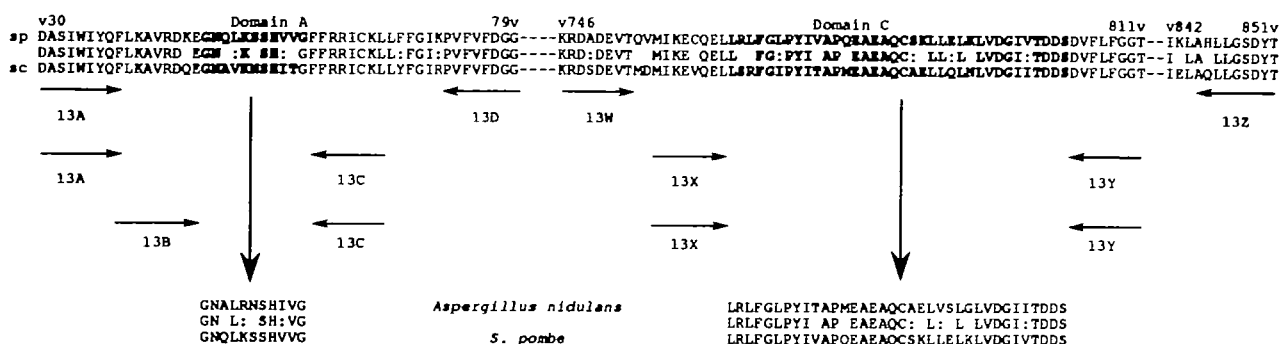 v30 Domain A 79v v746 Domain C 811v v842 851v
sp DASIWIYQFLKAVRDKEGNQLKSSHVVGFFRRICKLLFFGIKPVFVFDGG----KRDADEVTQVMIKECQELLRLFGLPYIVAPQEAEAQCSKLLELKLVDGIVTDDSDVFLFGGT--IKLAHLLGSDYT
DASIWIYQFLKAVRD EGN :K SH: GFFRRICKLL:FGI:PVFVFDGG----KRD:DEVT MIKE QELL FG:PYI AP EAEAQC: LL:L LVDGI:TDDSDVFLFGGT--I LA LLGSDYT
sc DASIWIYQFLKAVRDQEGNAVKNSHITGFFRRICKLLYFGIRPVFVFDGG----KRDSDEVTMDMIKEVQELLSRFGIPYITAPMEAEAQCAELLQLNLVDGIITDDSDVFLFGGT--IELAQLLGSDYT
13A 13D 13W 13Z
13A 13C 13X 13Y
13B 13C 13X 13Y
GNALRNSHIVG Aspergillus nidulans LRLFGLPYITAPMEAEAQCAELVSLGLVDGIITDDS
GN L: SH:VG LRLFGLPYI AP EAEAQC: L: L LVDGI:TDDS
GNQLKSSHVVG S. pombe LRLFGLPYIVAPQEAEAQCSKLLELKLVDGIVTDDS